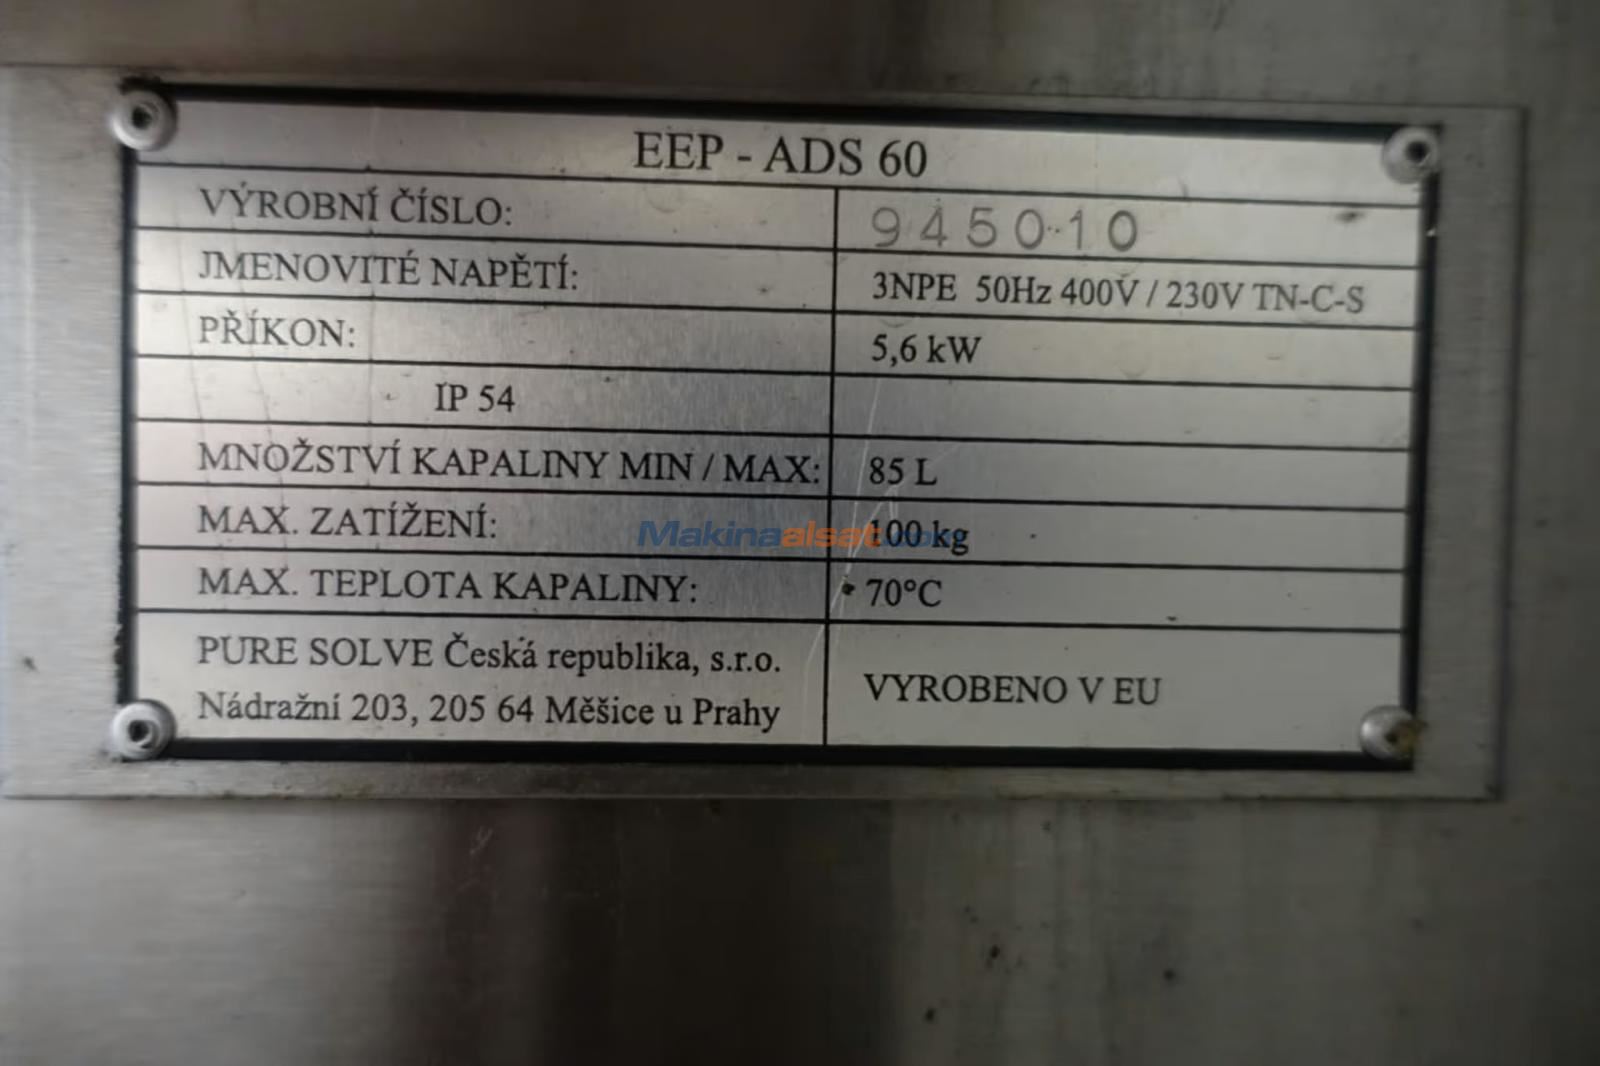 EEP - ADS 60
VÝROBNÍ ČÍSLO: 945010
JMENOVITÉ NAPĚTÍ: 3NPE 50Hz 400V / 230V TN-C-S
PŘÍKON: 5,6 kW
IP 54
MNOŽSTVÍ KAPALINY MIN / MAX: 85 L
MAX. ZATÍŽENÍ: 100 kg
Makinaalsat.com
MAX. TEPLOTA KAPALINY: 70°C
PURE SOLVE Česká republika, s.r.o.
Nádražní 203, 205 64 Měšice u Prahy
VYROBENO V EU